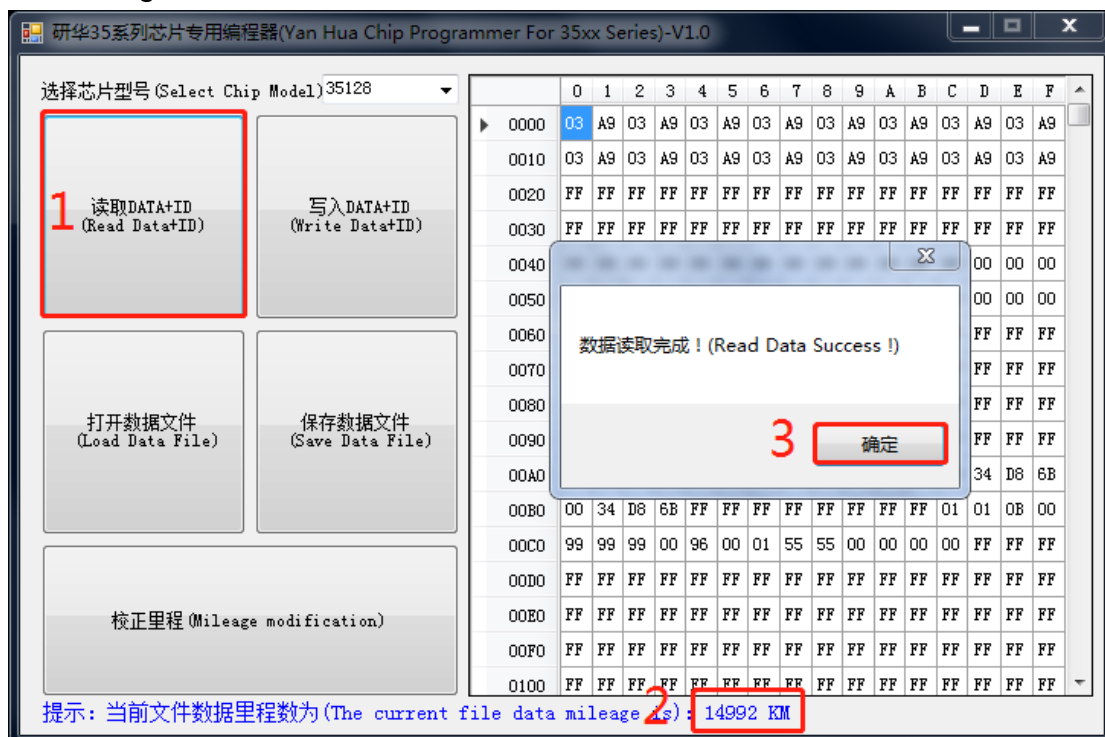 研华35系列芯片专用编程器(Yan Hua Chip Programmer For 35xx Series)-V1.0
选择芯片型号(Select Chip Model) 35128
1
读取DATA+ID
(Read Data+ID)
写入DATA+ID
(Write Data+ID)
打开数据文件
(Load Data File)
保存数据文件
(Save Data File)
校正里程(Mileage modification)
0 1 2 3 4 5 6 7 8 9 A B C D E F
0000 03 A9 03 A9 03 A9 03 A9 03 A9 03 A9 03 A9 03 A9
0010 03 A9 03 A9 03 A9 03 A9 03 A9 03 A9 03 A9 03 A9
0020 FF FF FF FF FF FF FF FF FF FF FF FF FF FF FF FF
0030 FF FF FF FF FF FF FF FF FF FF FF FF FF FF FF FF
0040 00 00 00
0050 00 00 00
0060 FF FF FF
0070 FF FF FF
0080 FF FF FF
0090 FF FF FF
00A0 34 D8 6B
00B0 00 34 D8 6B FF FF FF FF FF FF FF FF 01 01 0B 00
00C0 99 99 99 00 96 00 01 55 55 00 00 00 00 FF FF FF
00D0 FF FF FF FF FF FF FF FF FF FF FF FF FF FF FF FF
00E0 FF FF FF FF FF FF FF FF FF FF FF FF FF FF FF FF
00F0 FF FF FF FF FF FF FF FF FF FF FF FF FF FF FF FF
0100 FF FF FF FF FF FF FF FF FF FF FF FF FF FF FF FF
数据读取完成！(Read Data Success !)
3
确定
2
提示：当前文件数据里程数为(The current file data mileage is)：14992 KM